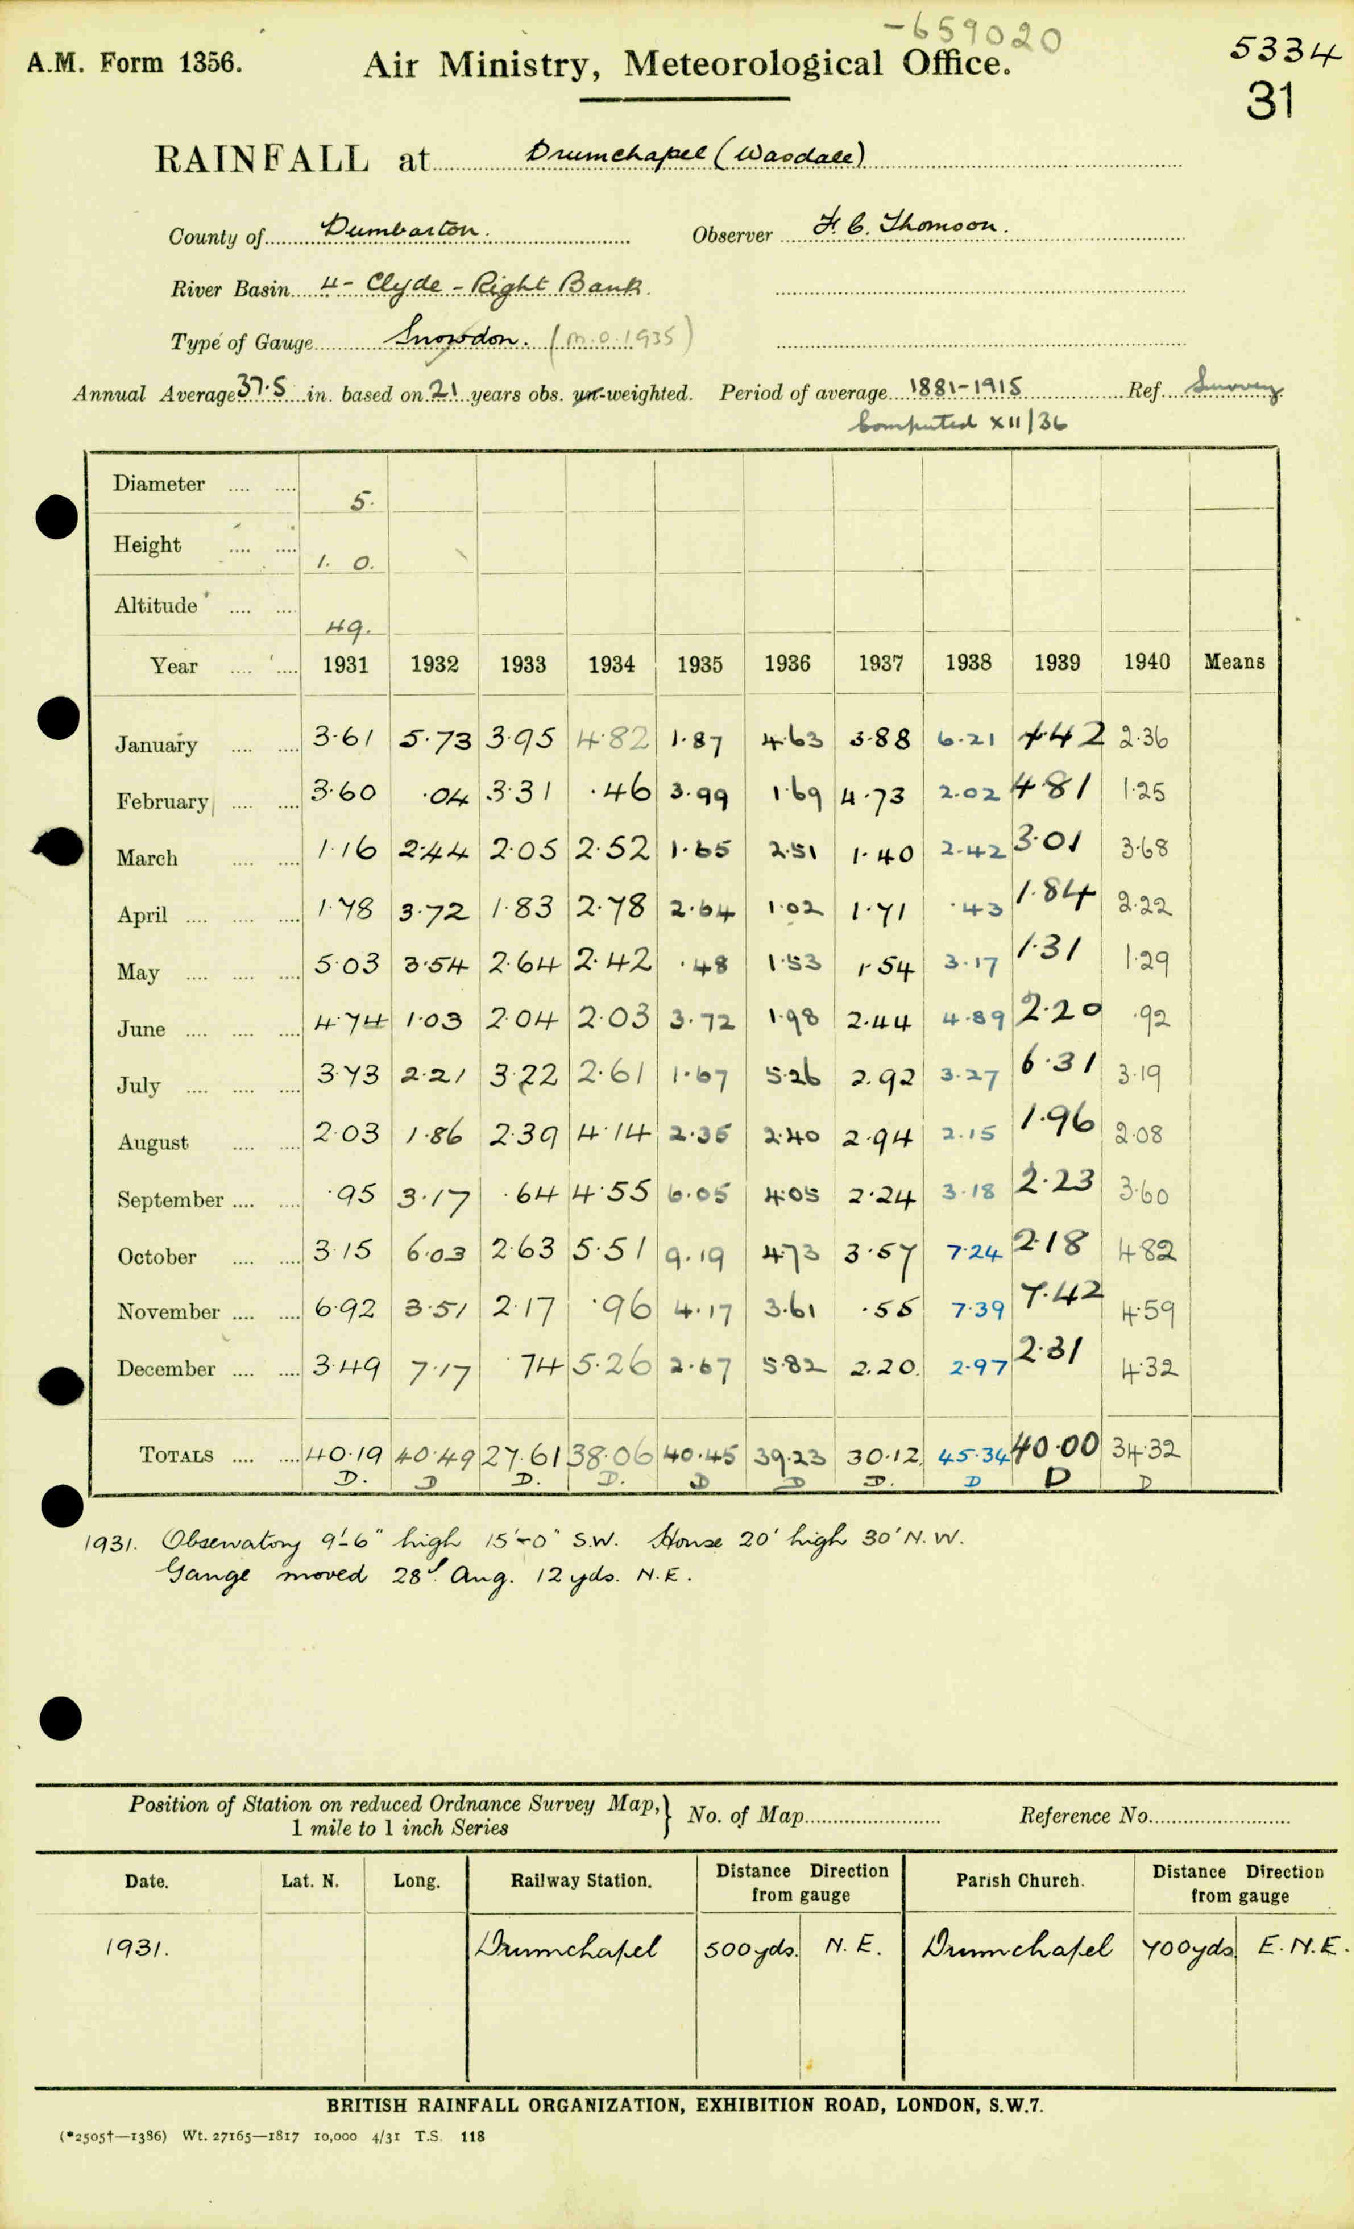 -659020
A.M. Form 1356. Air Ministry, Meteorological Office. 5334
31
RAINFALL at Drumchapel (Wasdale)
County of Dumbarton. Observer F. C. Thomson.
River Basin 4 - Clyde - Right Bank
Type of Gauge Snowdon. (M.O. 1935)
Annual Average 37.5 in. based on 21 years obs. un-weighted. Period of average 1881-1915 Ref. Survey
Computed XII/36
Diameter .... .... 5.
Height .... .... 1. 0.
Altitude .... .... 49.
Year .... .... 1931 1932 1933 1934 1935 1936 1937 1938 1939 1940 Means
January .... .... 3.61 5.73 3.95 4.82 1.87 4.63 3.88 6.21 4.42 2.36
February .... .... 3.60 .04 3.31 .46 3.99 1.69 4.73 2.02 4.81 1.25
March .... .... 1.16 2.44 2.05 2.52 1.65 2.51 1.40 2.42 3.01 3.68
April .... .... .... 1.78 3.72 1.83 2.78 2.64 1.02 1.71 .43 1.84 2.22
May .... .... .... 5.03 3.54 2.64 2.42 .48 1.53 1.54 3.17 1.31 1.29
June .... .... .... 4.74 1.03 2.04 2.03 3.72 1.98 2.44 4.89 2.20 .92
July .... .... .... 3.73 2.21 3.22 2.61 1.67 5.26 2.92 3.27 6.31 3.19
August .... .... 2.03 1.86 2.39 4.14 2.35 2.40 2.94 2.15 1.96 2.08
September .... .... .95 3.17 .64 4.55 6.05 4.05 2.24 3.18 2.23 3.60
October .... .... 3.15 6.03 2.63 5.51 9.19 4.73 3.57 7.24 2.18 4.82
November .... .... 6.92 3.51 2.17 .96 4.17 3.61 .55 7.39 7.42 4.59
December .... .... 3.49 7.17 .74 5.26 2.67 5.82 2.20. 2.97 2.31 4.32
TOTALS .... .... 40.19 40.49 27.61 38.06 40.45 39.23 30.12 45.34 40.00 34.32
D. D D. D. D D D. D D D
1931. Observatory 9'-6" high 15'-0" S.W. House 20' high 30' N.W.
Gauge moved 28th Aug. 12 yds. N.E.
Position of Station on reduced Ordnance Survey Map, } No. of Map Reference No.
1 mile to 1 inch Series
Date. Lat. N. Long. Railway Station. Distance Direction from gauge Parish Church. Distance Direction from gauge
1931. Drumchapel 500 yds. N.E. Drumchapel 700 yds E.N.E.
BRITISH RAINFALL ORGANIZATION, EXHIBITION ROAD, LONDON, S.W.7.
(*2505†—1386) Wt. 27165—1817 10,000 4/31 T.S. 118